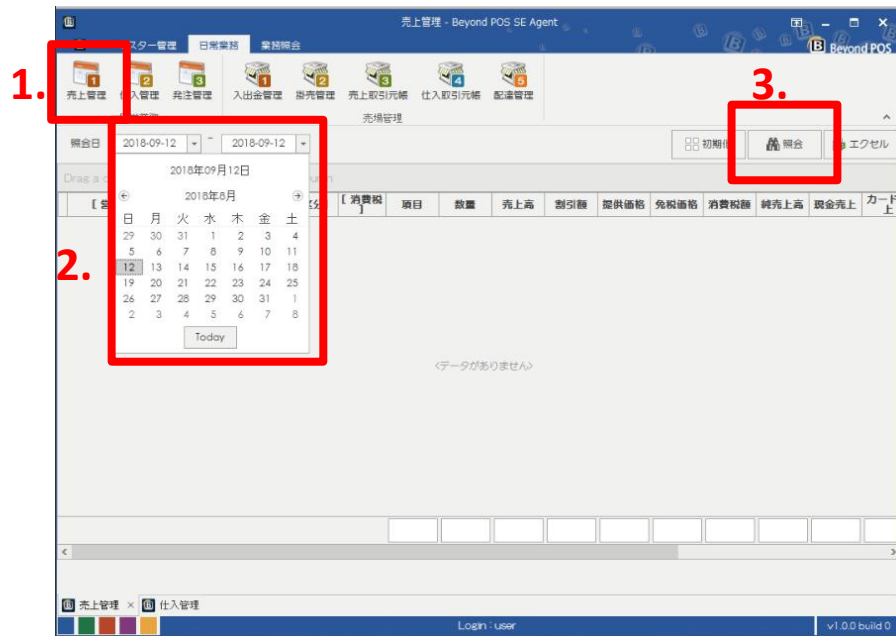 売上管理 - Beyond POS SE Agent
スター管理 日常業務 業務照会
Beyond POS
1.
3.
売上管理 仕入管理 発注管理 入出金管理 掛売管理 売上取引元帳 仕入取引元帳 配達管理
売場管理
照会日 2018-09-12 ~ 2018-09-12 初期化 照会 エクセル
Drag a
2018年09月12日
2018年8月
[ 消費税 ] 項目 数量 売上高 割引額 提供価格 免税価格 消費税額 純売上高 現金売上 カード 上
2.
日 月 火 水 木 金 土
29 30 31 1 2 3 4
5 6 7 8 9 10 11
12 13 14 15 16 17 18
19 20 21 22 23 24 25
26 27 28 29 30 31 1
2 3 4 5 6 7 8
Today
<データがありません>
売上管理 × 仕入管理
Login : user v1.0.0 build 0